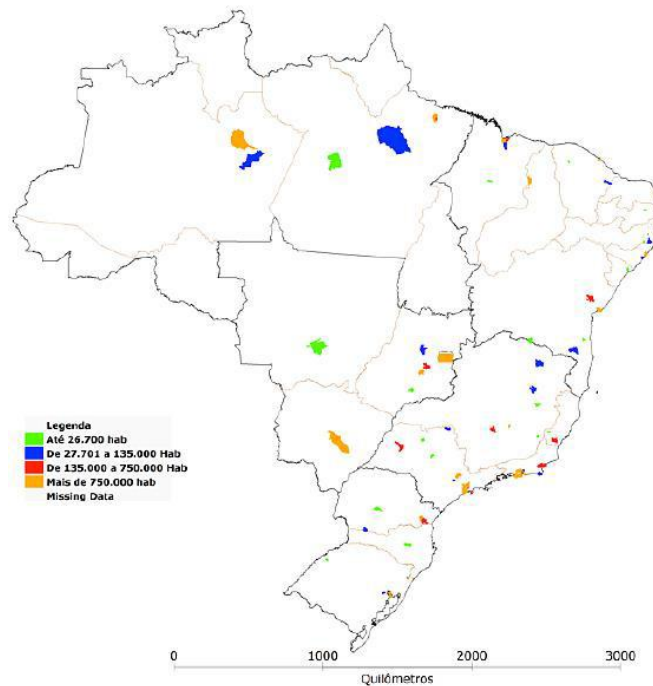 Legenda
Até 26.700 hab
De 27.701 a 135.000 Hab
De 135.000 a 750.000 Hab
Mais de 750.000 hab
Missing Data
0 1000 2000 3000
Quilômetros